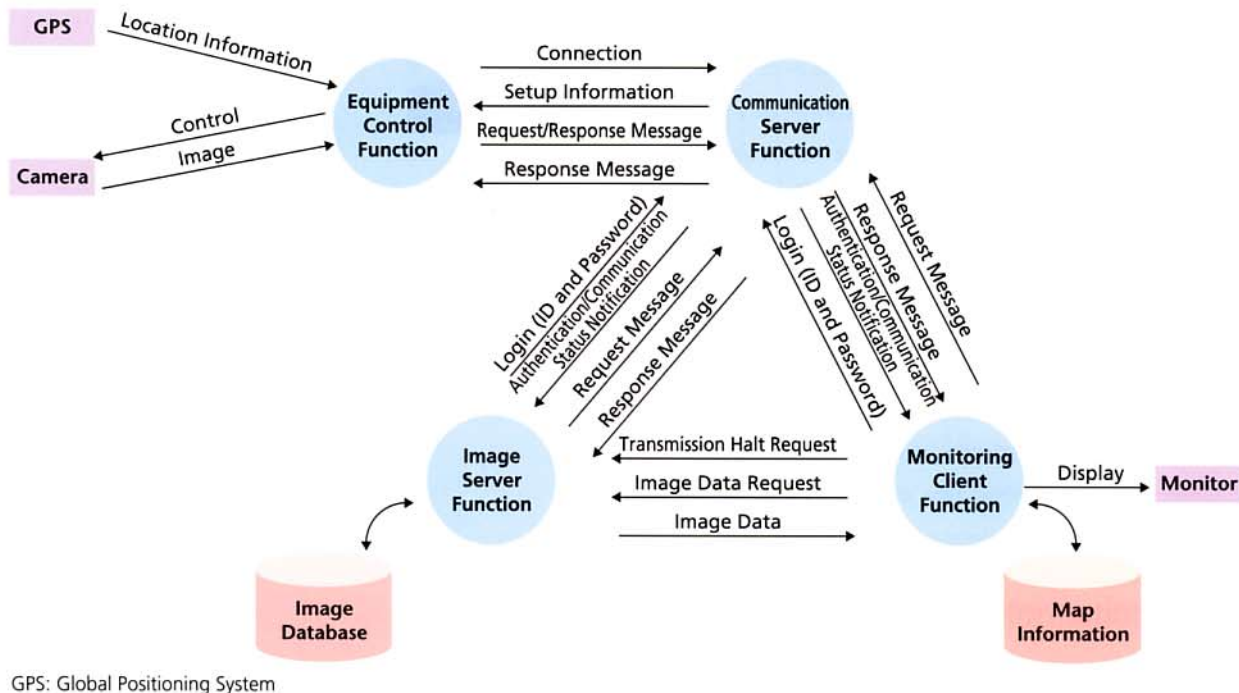 GPS
Location Information
Equipment
Control
Function
Control
Image
Camera
Connection
Setup Information
Request/Response Message
Response Message
Communication
Server
Function
Login (ID and Password)
Authentication/Communication
Status Notification
Request Message
Response Message
Login (ID and Password)
Authentication/Communication
Status Notification
Response Message
Request Message
Image
Server
Function
Transmission Halt Request
Image Data Request
Image Data
Monitoring
Client
Function
Display
Monitor
Image
Database
Map
Information
GPS: Global Positioning System